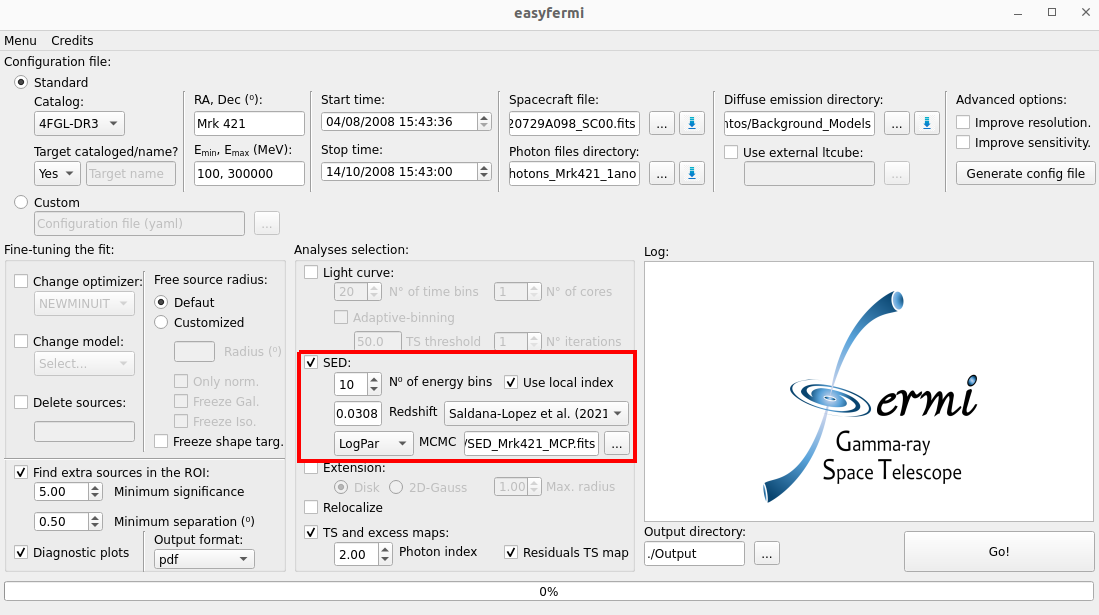 easyfermi
Menu Credits
Configuration file:
Standard
Catalog:
4FGL-DR3
Target cataloged/name?
Yes Target name
RA, Dec (⁰):
Mrk 421
Emin, Emax (MeV):
100, 300000
Start time:
04/08/2008 15:43:36
Stop time:
14/10/2008 15:43:00
Spacecraft file:
20729A098_SC00.fits ...
Photon files directory:
hotons_Mrk421_1ano ...
Diffuse emission directory:
ntos/Background_Models ...
Use external ltcube:
...
Advanced options:
Improve resolution.
Improve sensitivity.
Generate config file
Custom
Configuration file (yaml) ...
Fine-tuning the fit:
Change optimizer:
NEWMINUIT
Change model:
Select...
Delete sources:
Free source radius:
Defaut
Customized
Radius (⁰)
Only norm.
Freeze Gal.
Freeze Iso.
Freeze shape targ.
Find extra sources in the ROI:
5.00 Minimum significance
0.50 Minimum separation (⁰)
Diagnostic plots
Output format:
pdf
Analyses selection:
Light curve:
20 N° of time bins 1 N° of cores
Adaptive-binning
50.0 TS threshold 1 N° iterations
SED:
10 N⁰ of energy bins Use local index
0.0308 Redshift Saldana-Lopez et al. (2021
LogPar MCMC /SED_Mrk421_MCP.fits ...
Extension:
Disk 2D-Gauss 1.00 Max. radius
Relocalize
TS and excess maps:
2.00 Photon index Residuals TS map
Log:
Fermi
Gamma-ray
Space Telescope
Output directory:
./Output ...
Go!
0%